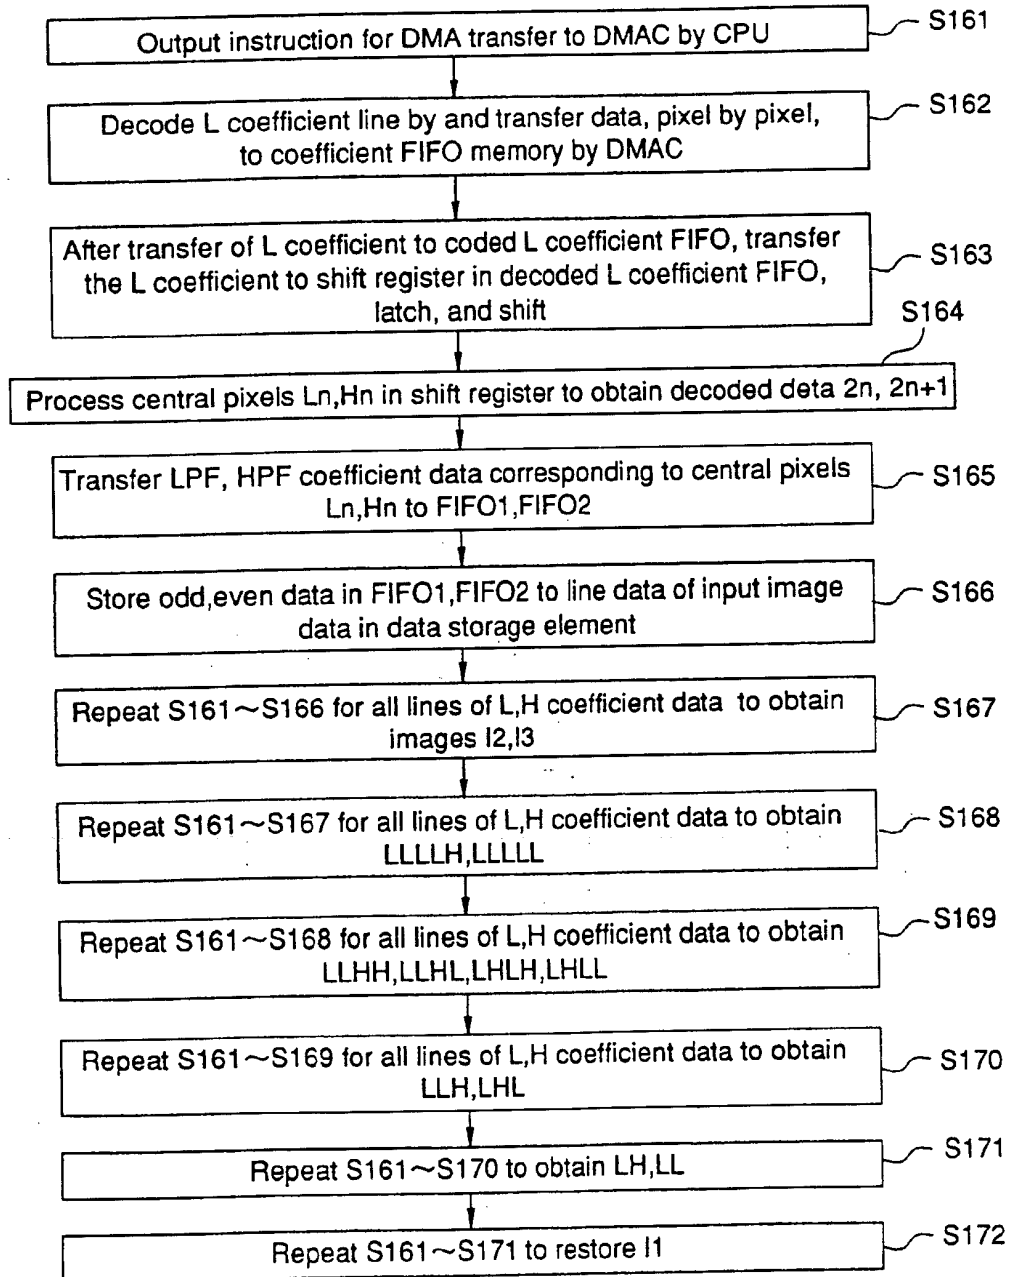 Output instruction for DMA transfer to DMAC by CPU
S161
Decode L coefficient line by and transfer data, pixel by pixel,
to coefficient FIFO memory by DMAC
S162
After transfer of L coefficient to coded L coefficient FIFO, transfer
the L coefficient to shift register in decoded L coefficient FIFO,
latch, and shift
S163
S164
Process central pixels Ln,Hn in shift register to obtain decoded deta 2n, 2n+1
Transfer LPF, HPF coefficient data corresponding to central pixels
Ln,Hn to FIFO1,FIFO2
S165
Store odd,even data in FIFO1,FIFO2 to line data of input image
data in data storage element
S166
Repeat S161~S166 for all lines of L,H coefficient data to obtain
images I2,I3
S167
Repeat S161~S167 for all lines of L,H coefficient data to obtain
LLLLH,LLLLL
S168
Repeat S161~S168 for all lines of L,H coefficient data to obtain
LLHH,LLHL,LHLH,LHLL
S169
Repeat S161~S169 for all lines of L,H coefficient data to obtain
LLH,LHL
S170
Repeat S161~S170 to obtain LH,LL
S171
Repeat S161~S171 to restore I1
S172